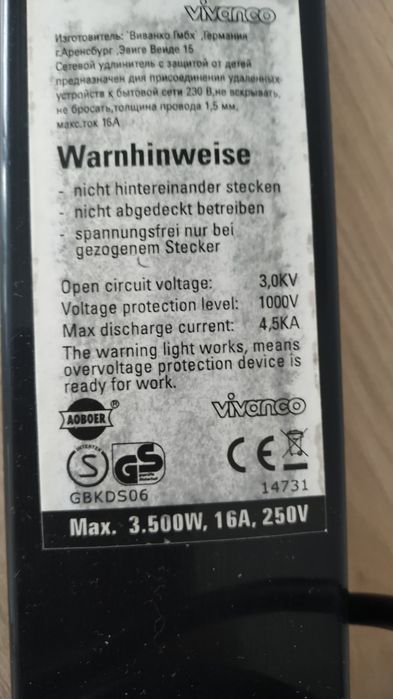 vivanco
Изготовитель: "Виванко Гмбх" ,Германия
г.Аренсбург ,Эвиге Венде 15
Сетевой удлинитель с защитой от детей
предназначен для присоединения удаленных
устройств к бытовой сети 230 В,не вскрывать,
не бросать,толщина провода 1,5 мм,
макс.ток 16А
Warnhinweise
- nicht hintereinander stecken
- nicht abgedeckt betreiben
- spannungsfrei nur bei
gezogenem Stecker
Open circuit voltage: 3,0KV
Voltage protection level: 1000V
Max discharge current: 4,5KA
The warning light works, means
overvoltage protection device is
ready for work.
AOBOER® vivanco
INTERTEK S GS CE
GBKDS06 14731
Max. 3.500W, 16A, 250V